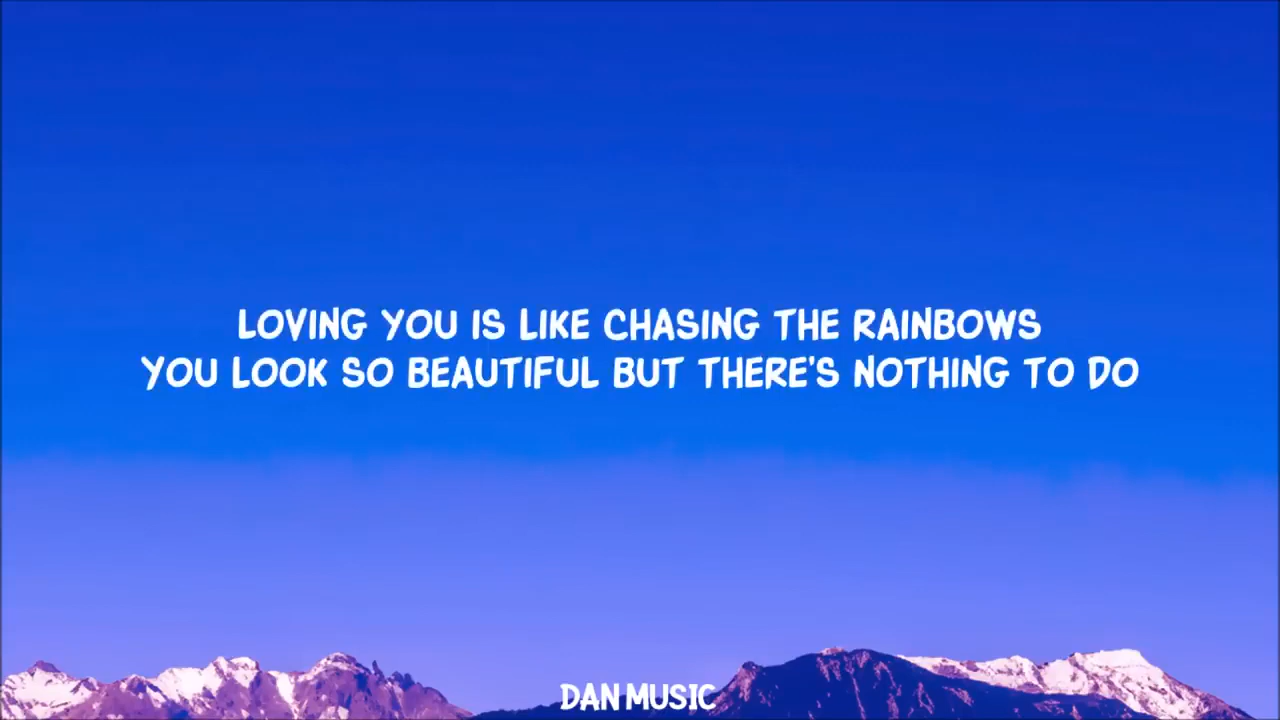 LOVING YOU IS LIKE CHASING THE RAINBOWS
YOU LOOK SO BEAUTIFUL BUT THERE'S NOTHING TO DO
DAN MUSIC